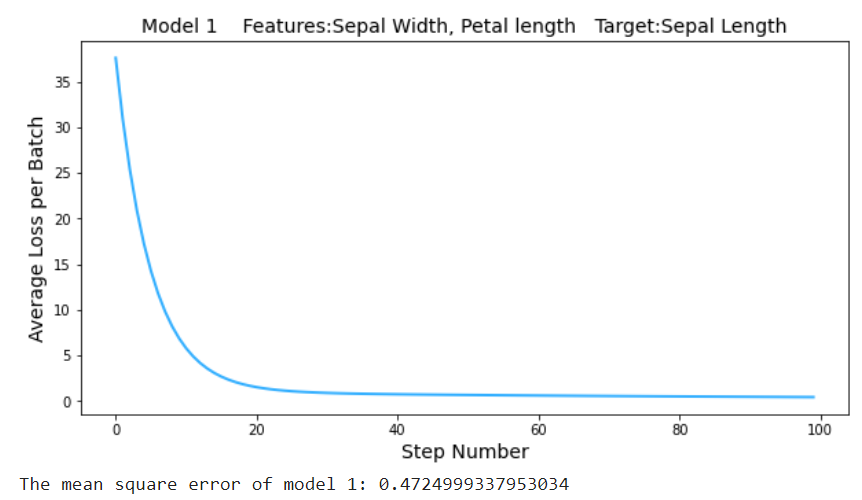 Model 1 Features:Sepal Width, Petal length Target:Sepal Length
Average Loss per Batch
35
30
25
20
15
10
5
0
0 20 40 60 80 100
Step Number
The mean square error of model 1: 0.4724999337953034